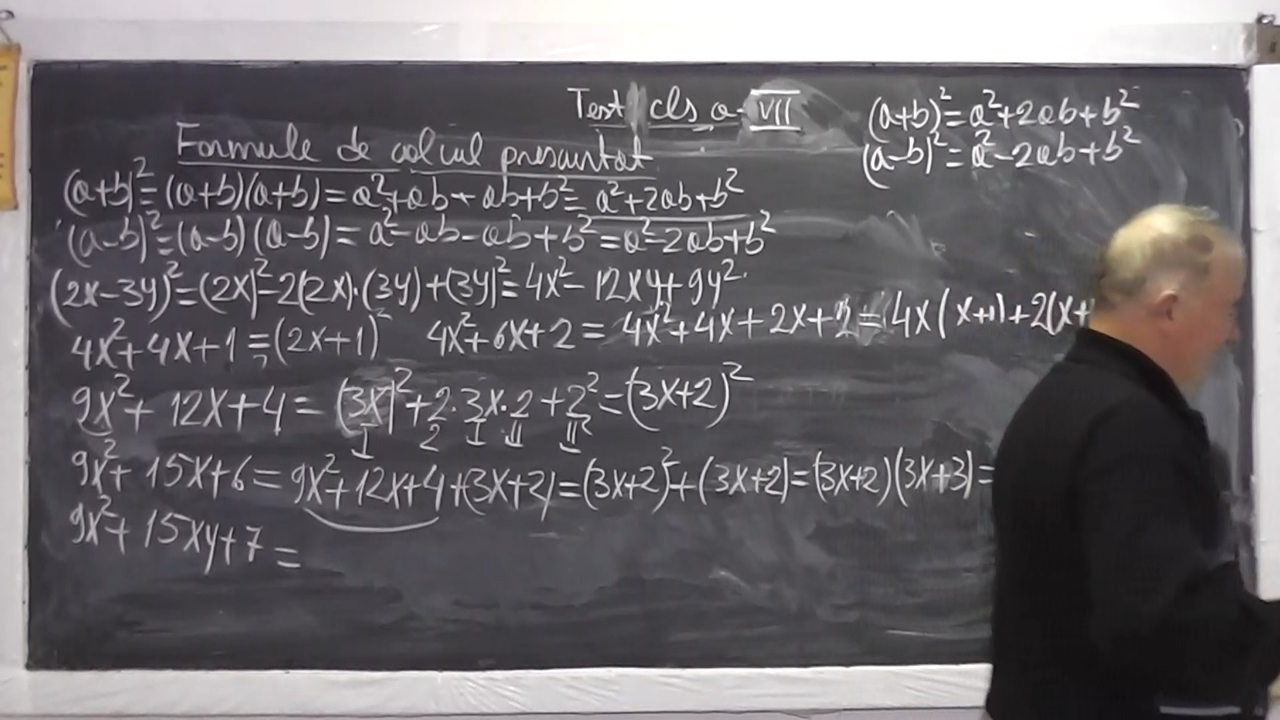 Test cls a-VII
(a+b)²=a²+2ab+b²
(a-b)²=a²-2ab+b²
Formule de calcul prescurtat
(a+b)²=(a+b)(a+b)=a²+ab+ab+b²=a²+2ab+b²
(a-b)²=(a-b)(a-b)=a²-ab-ab+b²=a²-2ab+b²
(2x-3y)²=(2x)²-2(2x)·(3y)+(3y)²=4x²-12xy+9y²
4x²+4x+1=(2x+1)² 4x²+6x+2=4x²+4x+2x+2=4x(x+1)+2(x+
9x²+12x+4=(3x)²+2·3x·2+2²=(3x+2)²
I 2 I II II²
9x²+15x+6=9x²+12x+4+(3x+2)=(3x+2)²+(3x+2)=(3x+2)(3x+3)=
9x²+15xy+7=